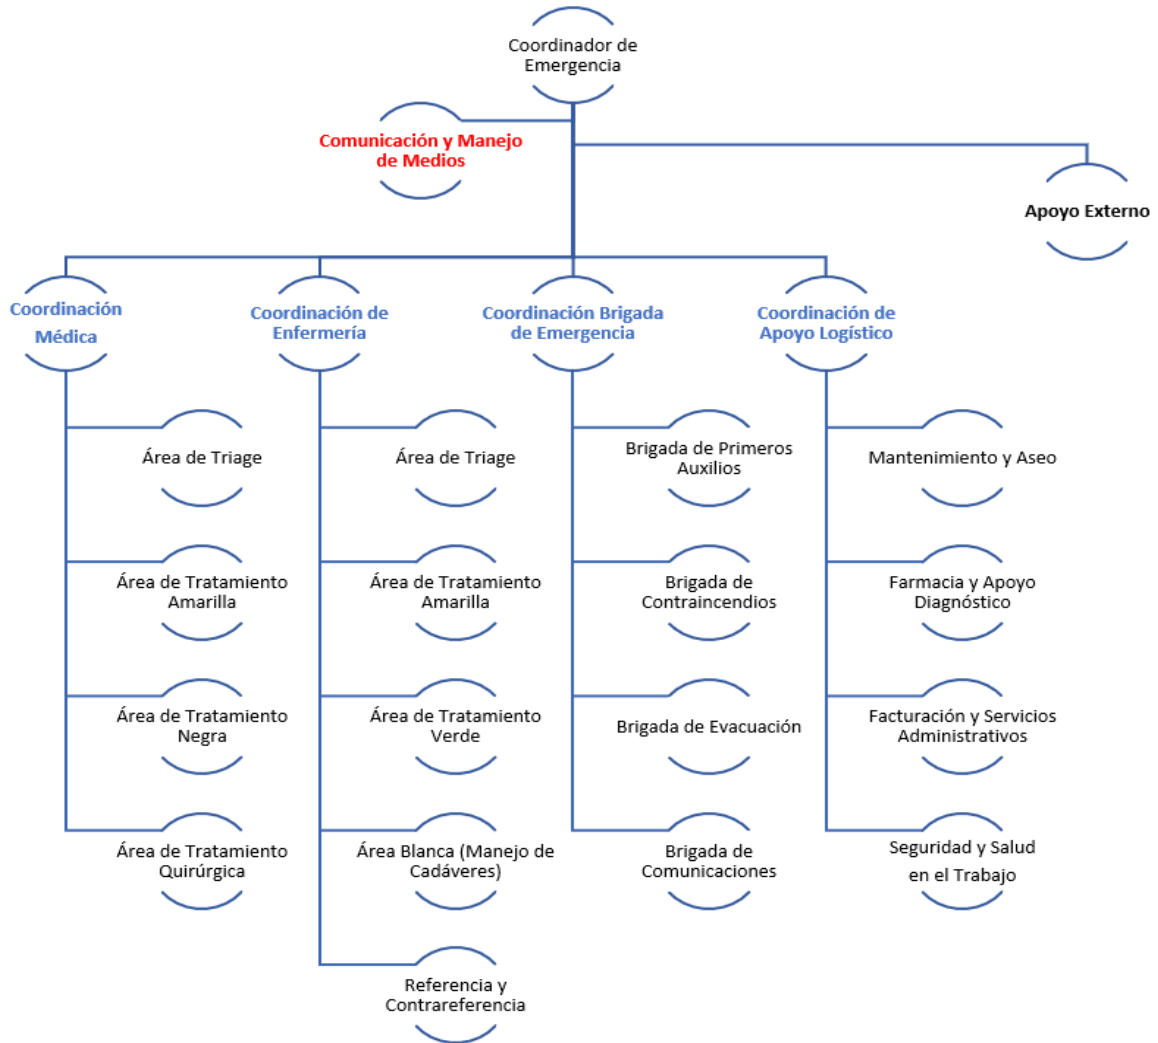 Coordinador de
Emergencia
Comunicación y Manejo
de Medios
Apoyo Externo
Coordinación
Médica
Coordinación de
Enfermería
Coordinación Brigada
de Emergencia
Coordinación de
Apoyo Logístico
Área de Triage
Área de Triage
Brigada de Primeros
Auxilios
Mantenimiento y Aseo
Área de Tratamiento
Amarilla
Área de Tratamiento
Amarilla
Brigada de
Contraincendios
Farmacia y Apoyo
Diagnóstico
Área de Tratamiento
Negra
Área de Tratamiento
Verde
Brigada de Evacuación
Facturación y Servicios
Administrativos
Área de Tratamiento
Quirúrgica
Área Blanca (Manejo de
Cadáveres)
Brigada de
Comunicaciones
Seguridad y Salud
en el Trabajo
Referencia y
Contrareferencia